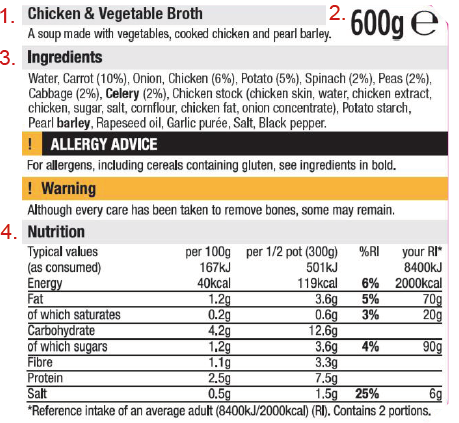 1. Chicken & Vegetable Broth
2. 600g e
A soup made with vegetables, cooked chicken and pearl barley.
3. Ingredients
Water, Carrot (10%), Onion, Chicken (6%), Potato (5%), Spinach (2%), Peas (2%),
Cabbage (2%), Celery (2%), Chicken stock (chicken skin, water, chicken extract,
chicken, sugar, salt, cornflour, chicken fat, onion concentrate), Potato starch,
Pearl barley, Rapeseed oil, Garlic purée, Salt, Black pepper.
! ALLERGY ADVICE
For allergens, including cereals containing gluten, see ingredients in bold.
! Warning
Although every care has been taken to remove bones, some may remain.
4. Nutrition
Typical values per 100g per 1/2 pot (300g) %RI your RI*
(as consumed) 167kJ 501kJ 8400kJ
Energy 40kcal 119kcal 6% 2000kcal
Fat 1.2g 3.6g 5% 70g
of which saturates 0.2g 0.6g 3% 20g
Carbohydrate 4.2g 12.6g
of which sugars 1.2g 3.6g 4% 90g
Fibre 1.1g 3.3g
Protein 2.5g 7.5g
Salt 0.5g 1.5g 25% 6g
*Reference intake of an average adult (8400kJ/2000kcal) (RI). Contains 2 portions.